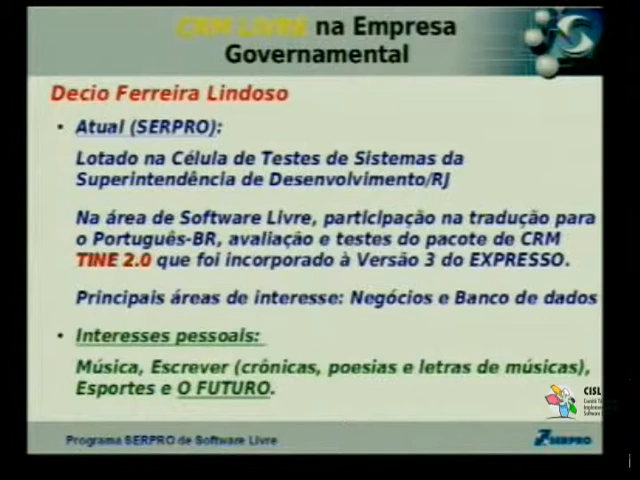 CRM LIVRE na Empresa
Governamental
Decio Ferreira Lindoso
• Atual (SERPRO):
Lotado na Célula de Testes de Sistemas da
Superintendência de Desenvolvimento/RJ
Na área de Software Livre, participação na tradução para
o Português-BR, avaliação e testes do pacote de CRM
TINE 2.0 que foi incorporado à Versão 3 do EXPRESSO.
Principais áreas de interesse: Negócios e Banco de dados
• Interesses pessoais:
Música, Escrever (crônicas, poesias e letras de músicas),
Esportes e O FUTURO.
CISL
Programa SERPRO de Software Livre
SERPRO